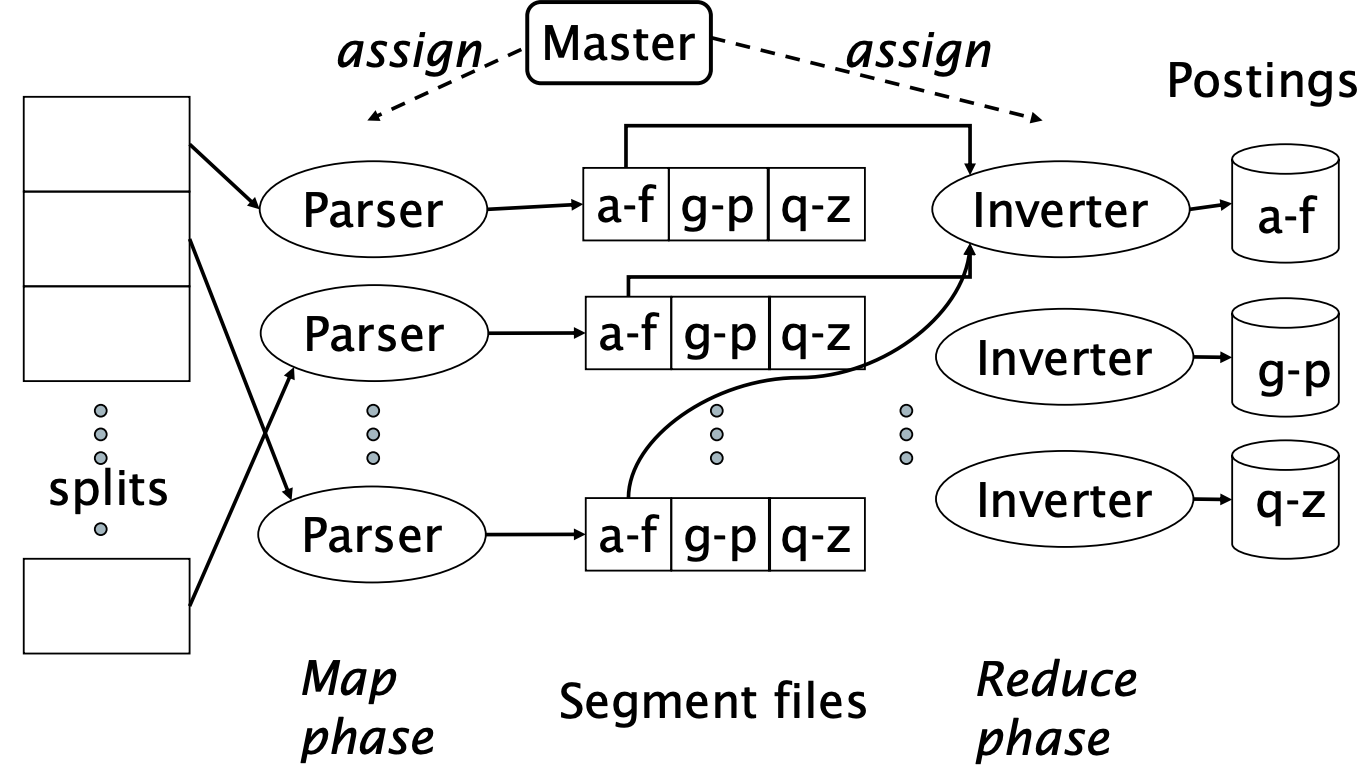 assign
Master
assign
Postings
Parser
a-f g-p q-z
Inverter
a-f
Parser
a-f g-p q-z
Inverter
g-p
splits
Parser
a-f g-p q-z
Inverter
q-z
Map
phase
Segment files
Reduce
phase